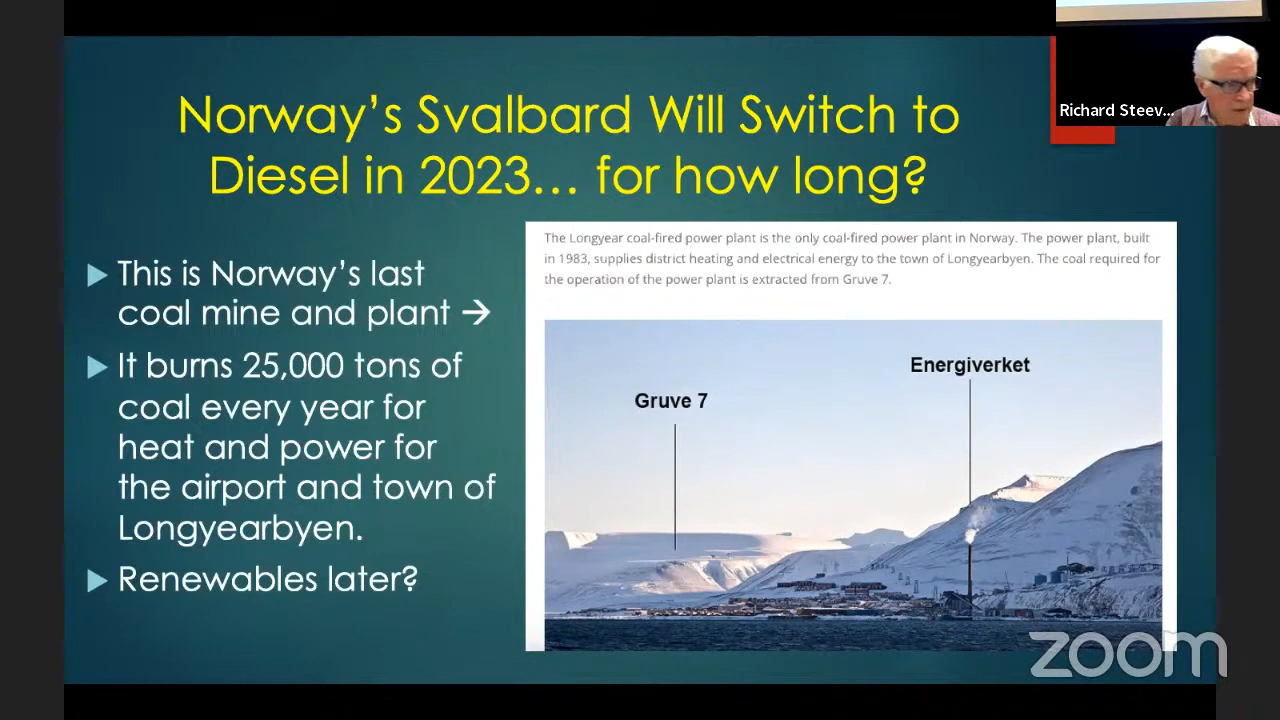 Norway's Svalbard Will Switch to
Diesel in 2023… for how long?
Richard Steev...
This is Norway's last
coal mine and plant →
It burns 25,000 tons of
coal every year for
heat and power for
the airport and town of
Longyearbyen.
Renewables later?
The Longyear coal-fired power plant is the only coal-fired power plant in Norway. The power plant, built
in 1983, supplies district heating and electrical energy to the town of Longyearbyen. The coal required for
the operation of the power plant is extracted from Gruve 7.
Energiverket
Gruve 7
zoom